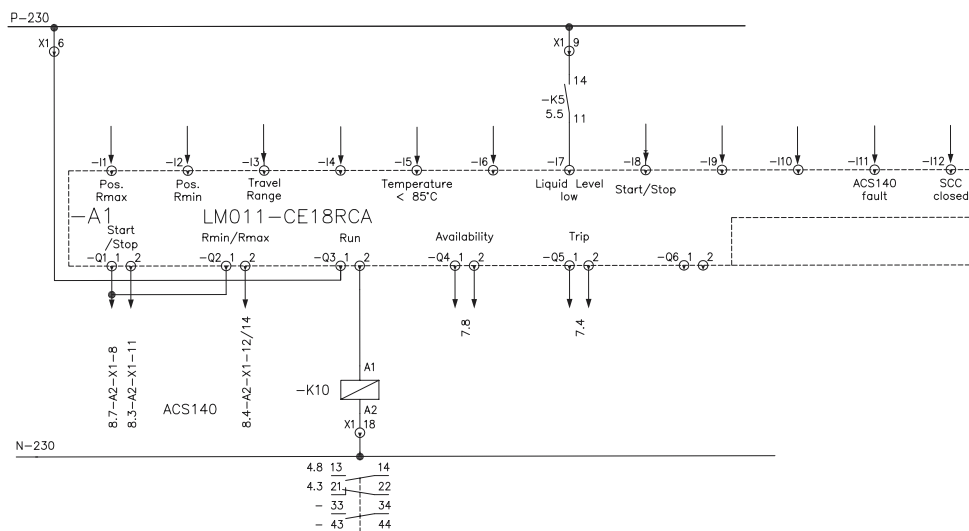 P-230
X1 6
X1 9
14
-K5
5.5
11
-I1 -I2 -I3 -I4 -I5 -I6 -I7 -I8 -I9 -I10 -I11 -I12
Pos. Rmax
Pos. Rmin
Travel Range
Temperature < 85°C
Liquid Level low
Start/Stop
ACS140 fault
SCC closed
-A1
LM011-CE18RCA
Start /Stop
Rmin/Rmax
Run
Availability
Trip
-Q1 1 2
-Q2 1 2
-Q3 1 2
-Q4 1 2
-Q5 1 2
-Q6 1 2
8.7-A2-X1-8
8.3-A2-X1-11
8.4-A2-X1-12/14
7.8
7.4
ACS140
A1
-K10
A2
X1 18
N-230
4.8 13 14
4.3 21 22
- 33 34
- 43 44